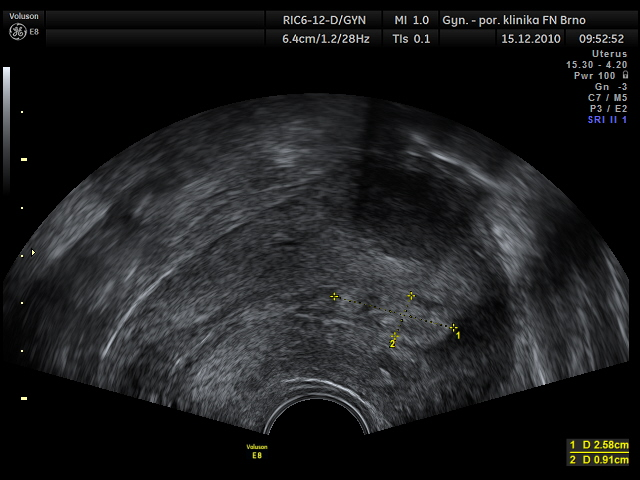 Voluson
E8
RIC6-12-D/GYN
MI 1.0
Gyn. - por. klinika FN Brno
6.4cm/1.2/28Hz
TIs 0.1
15.12.2010
09:52:52
Uterus
15.30 - 4.20
Pwr 100
Gn -3
C7 / M5
P3 / E2
SRI II 1
1
2
Voluson
E8
1 D 2.58cm
2 D 0.91cm